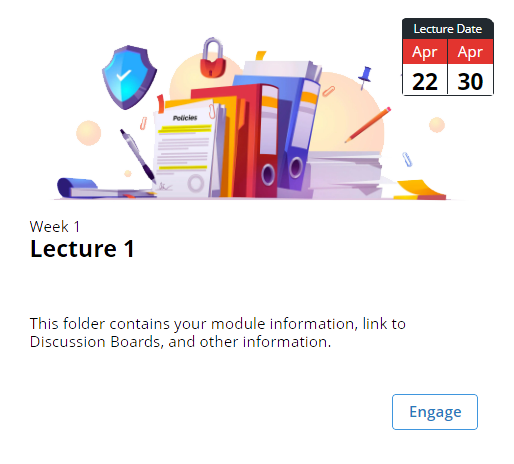 Lecture Date
Apr Apr
22 30
Policies
Week 1
Lecture 1
This folder contains your module information, link to
Discussion Boards, and other information.
Engage